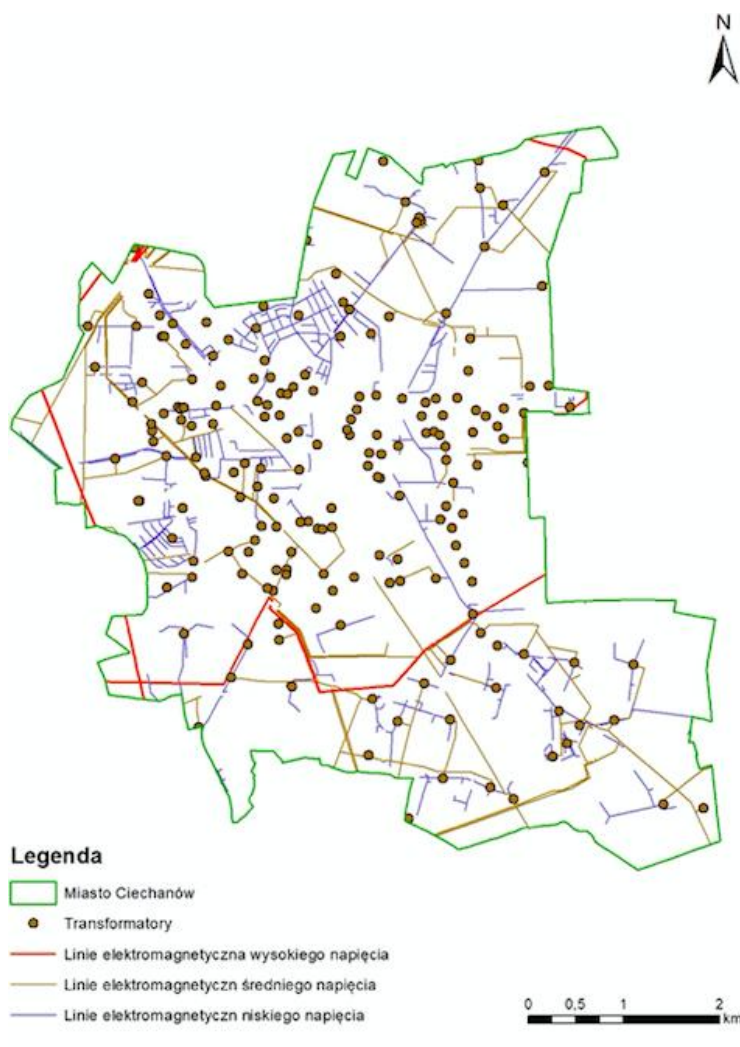 N
Legenda
Miasto Ciechanów
Transformatory
Linie elektromagnetyczna wysokiego napięcia
Linie elektromagnetyczn średniego napięcia
Linie elektromagnetyczn niskiego napięcia
0 0,5 1 2
km